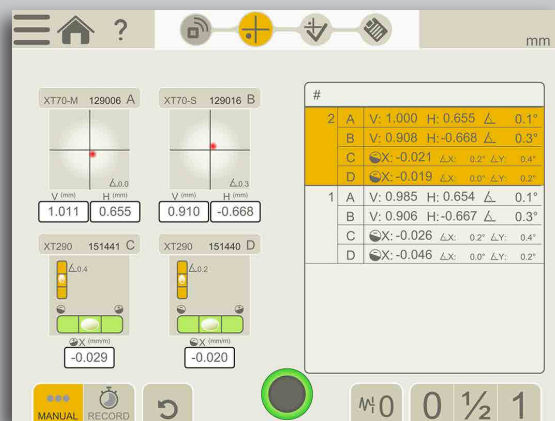 ?
mm
XT70-M 129006 A
∠0.0
V (mm) H (mm)
1.011 0.655
XT70-S 129016 B
∠0.3
V (mm) H (mm)
0.910 -0.668
XT290 151441 C
∠0.4
X (mm/m)
-0.029
XT290 151440 D
∠0.2
X (mm/m)
-0.020
#
2 A V: 1.000 H: 0.655 ∠ 0.1°
B V: 0.908 H:-0.668 ∠ 0.3°
C X: -0.021 ∠X: 0.2° ∠Y: 0.4°
D X: -0.019 ∠X: 0.0° ∠Y: 0.2°
1 A V: 0.985 H: 0.654 ∠ 0.1°
B V: 0.906 H:-0.667 ∠ 0.3°
C X: -0.026 ∠X: 0.2° ∠Y: 0.4°
D X: -0.046 ∠X: 0.0° ∠Y: 0.2°
MANUAL RECORD
0 0 ½ 1